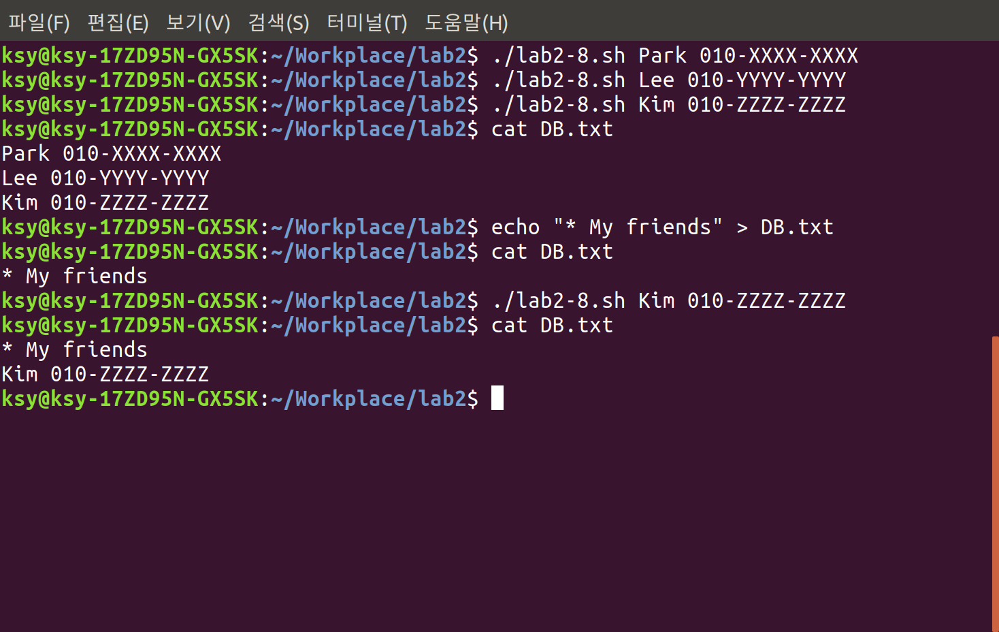 파일(F) 편집(E) 보기(V) 검색(S) 터미널(T) 도움말(H)
ksy@ksy-17ZD95N-GX5SK:~/Workplace/lab2$ ./lab2-8.sh Park 010-XXXX-XXXX
ksy@ksy-17ZD95N-GX5SK:~/Workplace/lab2$ ./lab2-8.sh Lee 010-YYYY-YYYY
ksy@ksy-17ZD95N-GX5SK:~/Workplace/lab2$ ./lab2-8.sh Kim 010-ZZZZ-ZZZZ
ksy@ksy-17ZD95N-GX5SK:~/Workplace/lab2$ cat DB.txt
Park 010-XXXX-XXXX
Lee 010-YYYY-YYYY
Kim 010-ZZZZ-ZZZZ
ksy@ksy-17ZD95N-GX5SK:~/Workplace/lab2$ echo "* My friends" > DB.txt
ksy@ksy-17ZD95N-GX5SK:~/Workplace/lab2$ cat DB.txt
* My friends
ksy@ksy-17ZD95N-GX5SK:~/Workplace/lab2$ ./lab2-8.sh Kim 010-ZZZZ-ZZZZ
ksy@ksy-17ZD95N-GX5SK:~/Workplace/lab2$ cat DB.txt
* My friends
Kim 010-ZZZZ-ZZZZ
ksy@ksy-17ZD95N-GX5SK:~/Workplace/lab2$